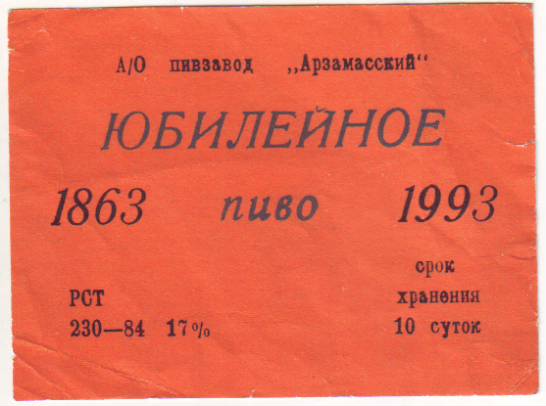 А/О пивзавод „Арзамасский“
ЮБИЛЕЙНОЕ
1863 пиво 1993
срок
РСТ хранения
230—84 17% 10 суток